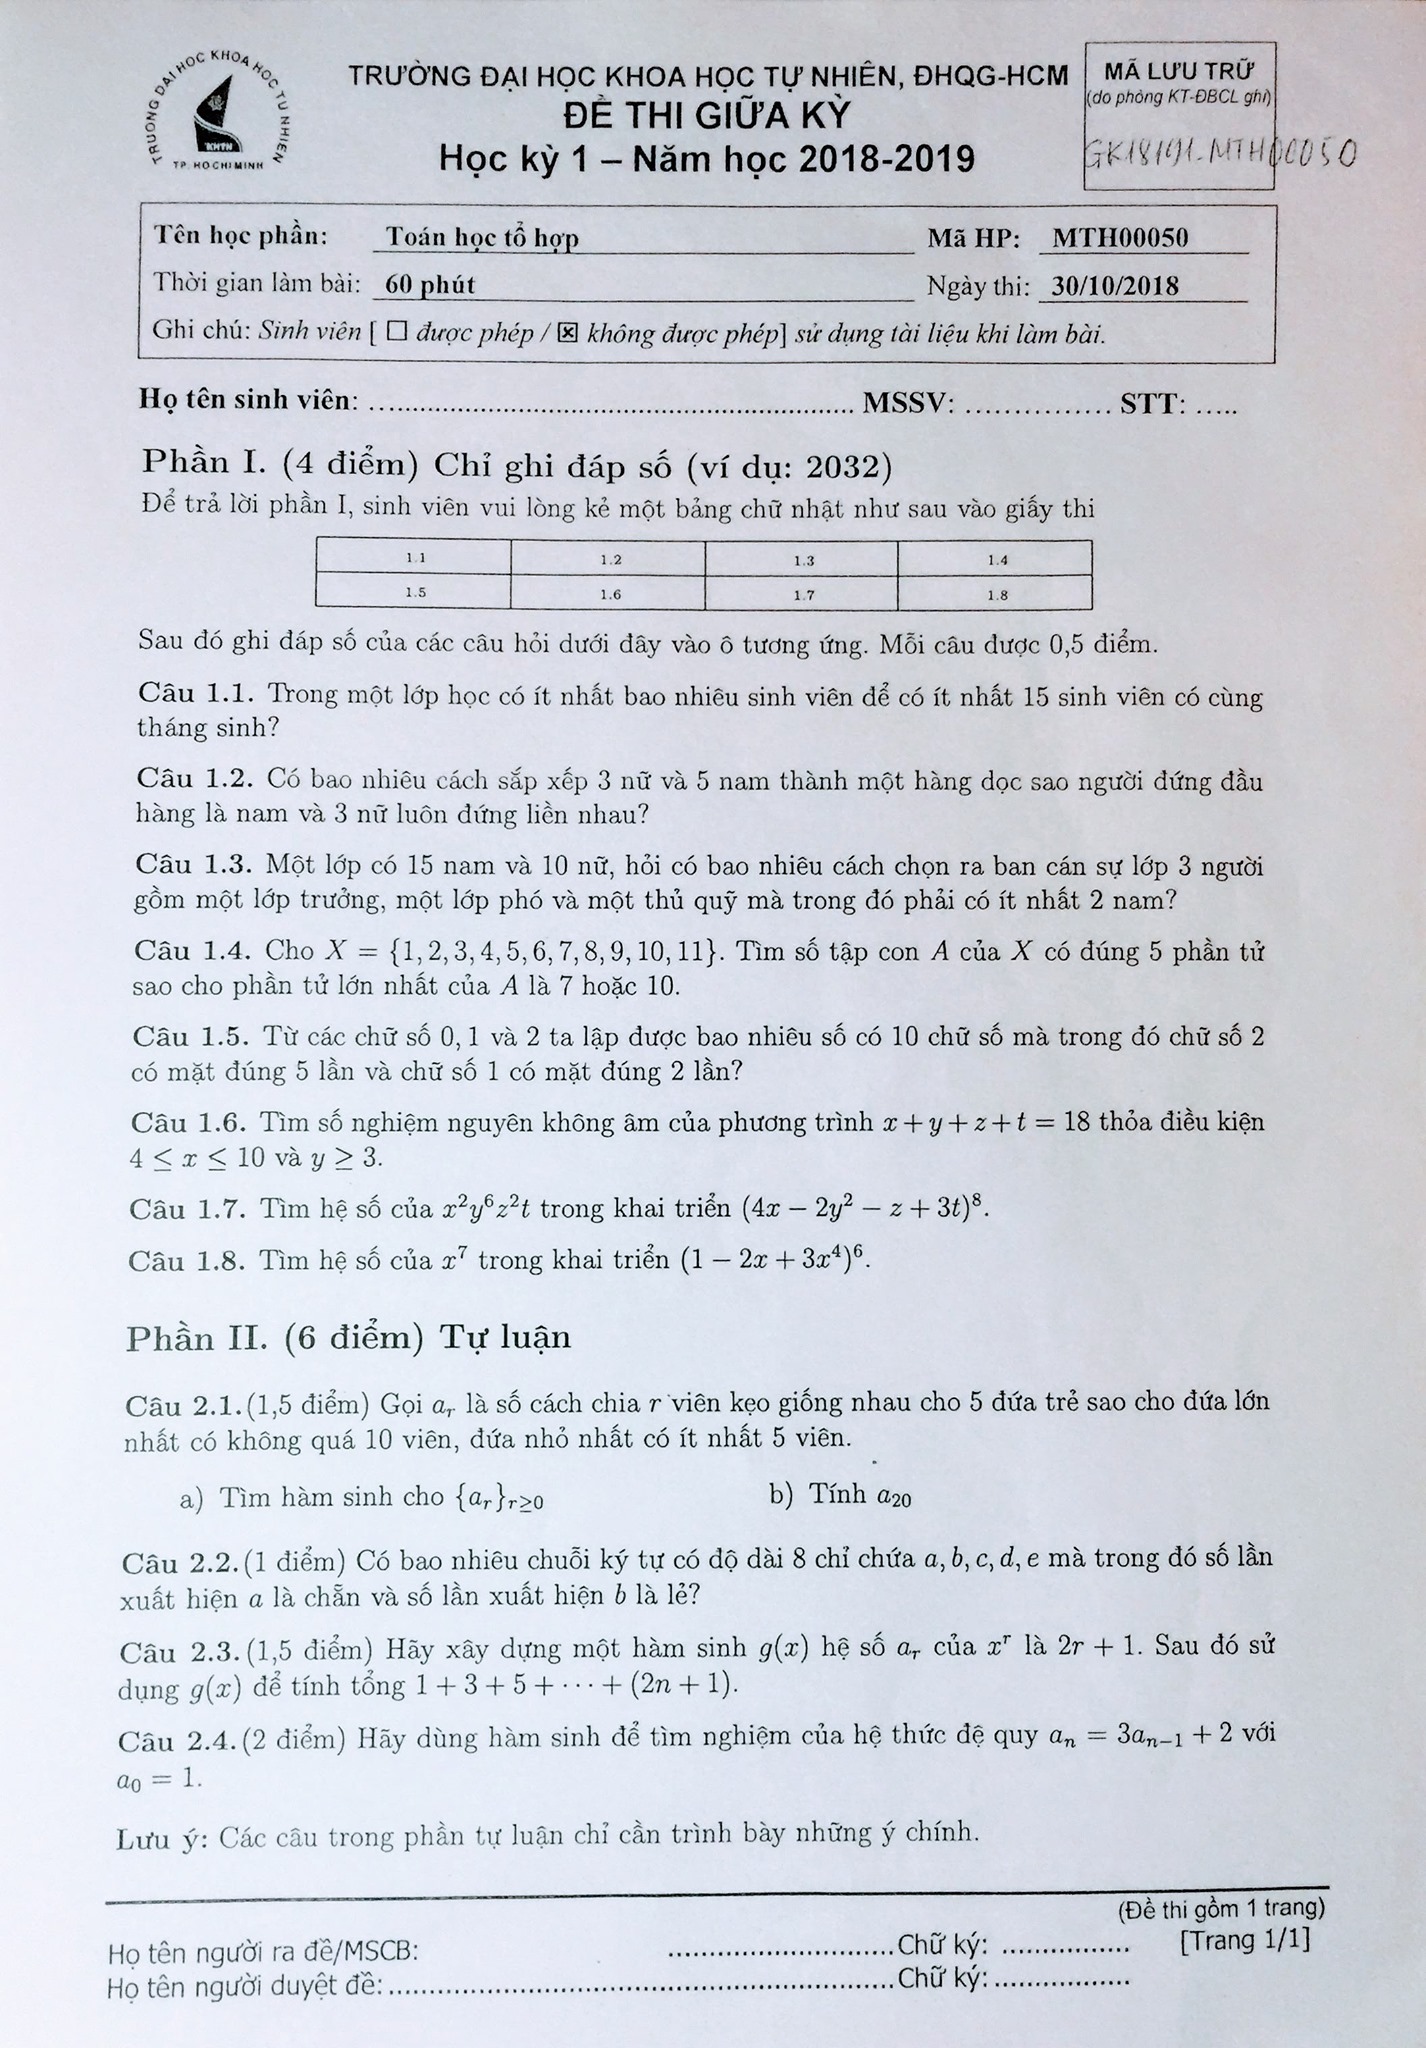 TRƯỜNG ĐẠI HỌC KHOA HỌC TỰ NHIÊN
KHTN
TP. HO CHI MINH
TRƯỜNG ĐẠI HỌC KHOA HỌC TỰ NHIÊN, ĐHQG-HCM
ĐỀ THI GIỮA KỲ
Học kỳ 1 – Năm học 2018-2019
MÃ LƯU TRỮ
(do phòng KT-ĐBCL ghi)
GK18191-MTH00050
Tên học phần: Toán học tổ hợp Mã HP: MTH00050
Thời gian làm bài: 60 phút Ngày thi: 30/10/2018
Ghi chú: Sinh viên [ ☐ được phép / ☒ không được phép] sử dụng tài liệu khi làm bài.
Họ tên sinh viên: ................................................................ MSSV: ............... STT: .....
Phần I. (4 điểm) Chỉ ghi đáp số (ví dụ: 2032)
Để trả lời phần I, sinh viên vui lòng kẻ một bảng chữ nhật như sau vào giấy thi
1.1 1.2 1.3 1.4
1.5 1.6 1.7 1.8
Sau đó ghi đáp số của các câu hỏi dưới đây vào ô tương ứng. Mỗi câu được 0,5 điểm.
Câu 1.1. Trong một lớp học có ít nhất bao nhiêu sinh viên để có ít nhất 15 sinh viên có cùng
tháng sinh?
Câu 1.2. Có bao nhiêu cách sắp xếp 3 nữ và 5 nam thành một hàng dọc sao người đứng đầu
hàng là nam và 3 nữ luôn đứng liền nhau?
Câu 1.3. Một lớp có 15 nam và 10 nữ, hỏi có bao nhiêu cách chọn ra ban cán sự lớp 3 người
gồm một lớp trưởng, một lớp phó và một thủ quỹ mà trong đó phải có ít nhất 2 nam?
Câu 1.4. Cho X = {1, 2, 3, 4, 5, 6, 7, 8, 9, 10, 11}. Tìm số tập con A của X có đúng 5 phần tử
sao cho phần tử lớn nhất của A là 7 hoặc 10.
Câu 1.5. Từ các chữ số 0, 1 và 2 ta lập được bao nhiêu số có 10 chữ số mà trong đó chữ số 2
có mặt đúng 5 lần và chữ số 1 có mặt đúng 2 lần?
Câu 1.6. Tìm số nghiệm nguyên không âm của phương trình x + y + z + t = 18 thỏa điều kiện
4 ≤ x ≤ 10 và y ≥ 3.
Câu 1.7. Tìm hệ số của x²y⁶z²t trong khai triển (4x − 2y² − z + 3t)⁸.
Câu 1.8. Tìm hệ số của x⁷ trong khai triển (1 − 2x + 3x⁴)⁶.
Phần II. (6 điểm) Tự luận
Câu 2.1. (1,5 điểm) Gọi aᵣ là số cách chia r viên kẹo giống nhau cho 5 đứa trẻ sao cho đứa lớn
nhất có không quá 10 viên, đứa nhỏ nhất có ít nhất 5 viên.
a) Tìm hàm sinh cho {aᵣ}ᵣ≥₀ b) Tính a₂₀
Câu 2.2. (1 điểm) Có bao nhiêu chuỗi ký tự có độ dài 8 chỉ chứa a, b, c, d, e mà trong đó số lần
xuất hiện a là chẵn và số lần xuất hiện b là lẻ?
Câu 2.3. (1,5 điểm) Hãy xây dựng một hàm sinh g(x) hệ số aᵣ của xʳ là 2r + 1. Sau đó sử
dụng g(x) để tính tổng 1 + 3 + 5 + ··· + (2n + 1).
Câu 2.4. (2 điểm) Hãy dùng hàm sinh để tìm nghiệm của hệ thức đệ quy aₙ = 3aₙ₋₁ + 2 với
a₀ = 1.
Lưu ý: Các câu trong phần tự luận chỉ cần trình bày những ý chính.
(Đề thi gồm 1 trang)
Họ tên người ra đề/MSCB: ............................Chữ ký: ................ [Trang 1/1]
Họ tên người duyệt đề:................................................................Chữ ký:.................